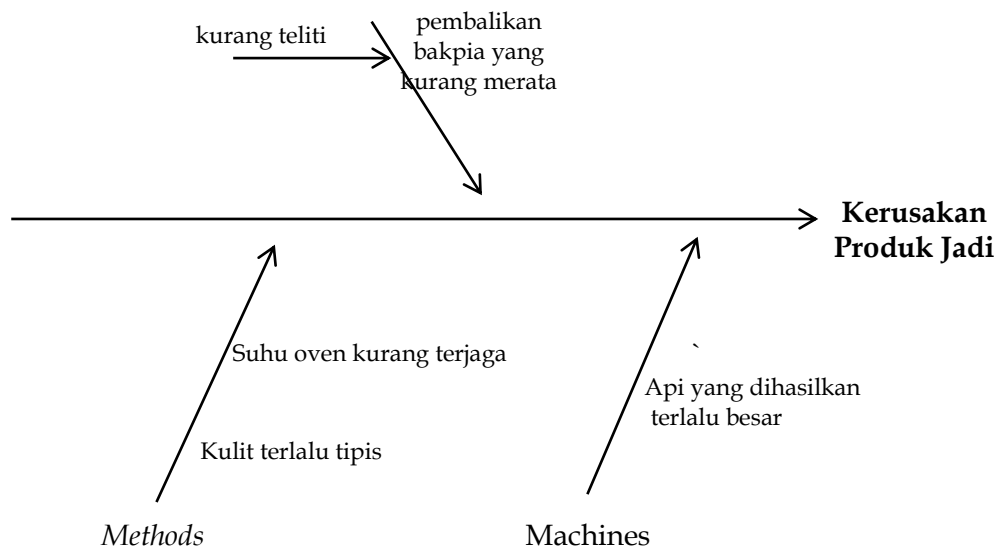 pembalikan
kurang teliti
bakpia yang
kurang merata
Kerusakan
Produk Jadi
`
Suhu oven kurang terjaga
Api yang dihasilkan
terlalu besar
Kulit terlalu tipis
Methods
Machines